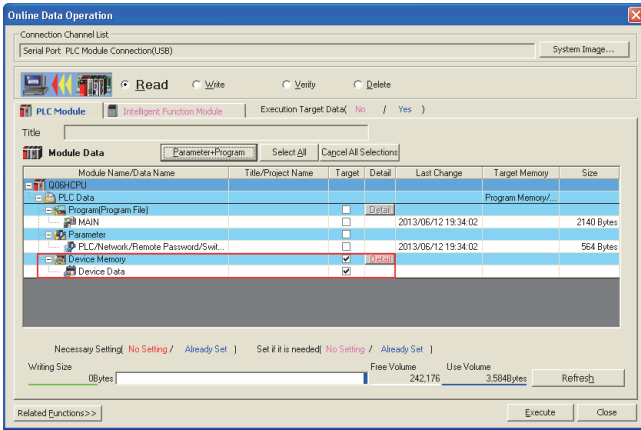 Online Data Operation
Connection Channel List
Serial Port PLC Module Connection(USB)
System Image...
Read
Write
Verify
Delete
PLC Module
Intelligent Function Module
Execution Target Data( No / Yes )
Title
Module Data
Parameter+Program
Select All
Cancel All Selections
Module Name/Data Name Title/Project Name Target Detail Last Change Target Memory Size
Q06HCPU
PLC Data Program Memory/...
Program(Program File) Detail
MAIN 2013/06/12 19:34:02 2140 Bytes
Parameter
PLC/Network/Remote Password/Swit... 2013/06/12 19:34:02 564 Bytes
Device Memory Detail
Device Data
Necessary Setting( No Setting / Already Set ) Set if it is needed( No Setting / Already Set )
Writing Size Free Volume Use Volume
0Bytes 242,176 3,584Bytes Refresh
Related Functions>> Execute Close